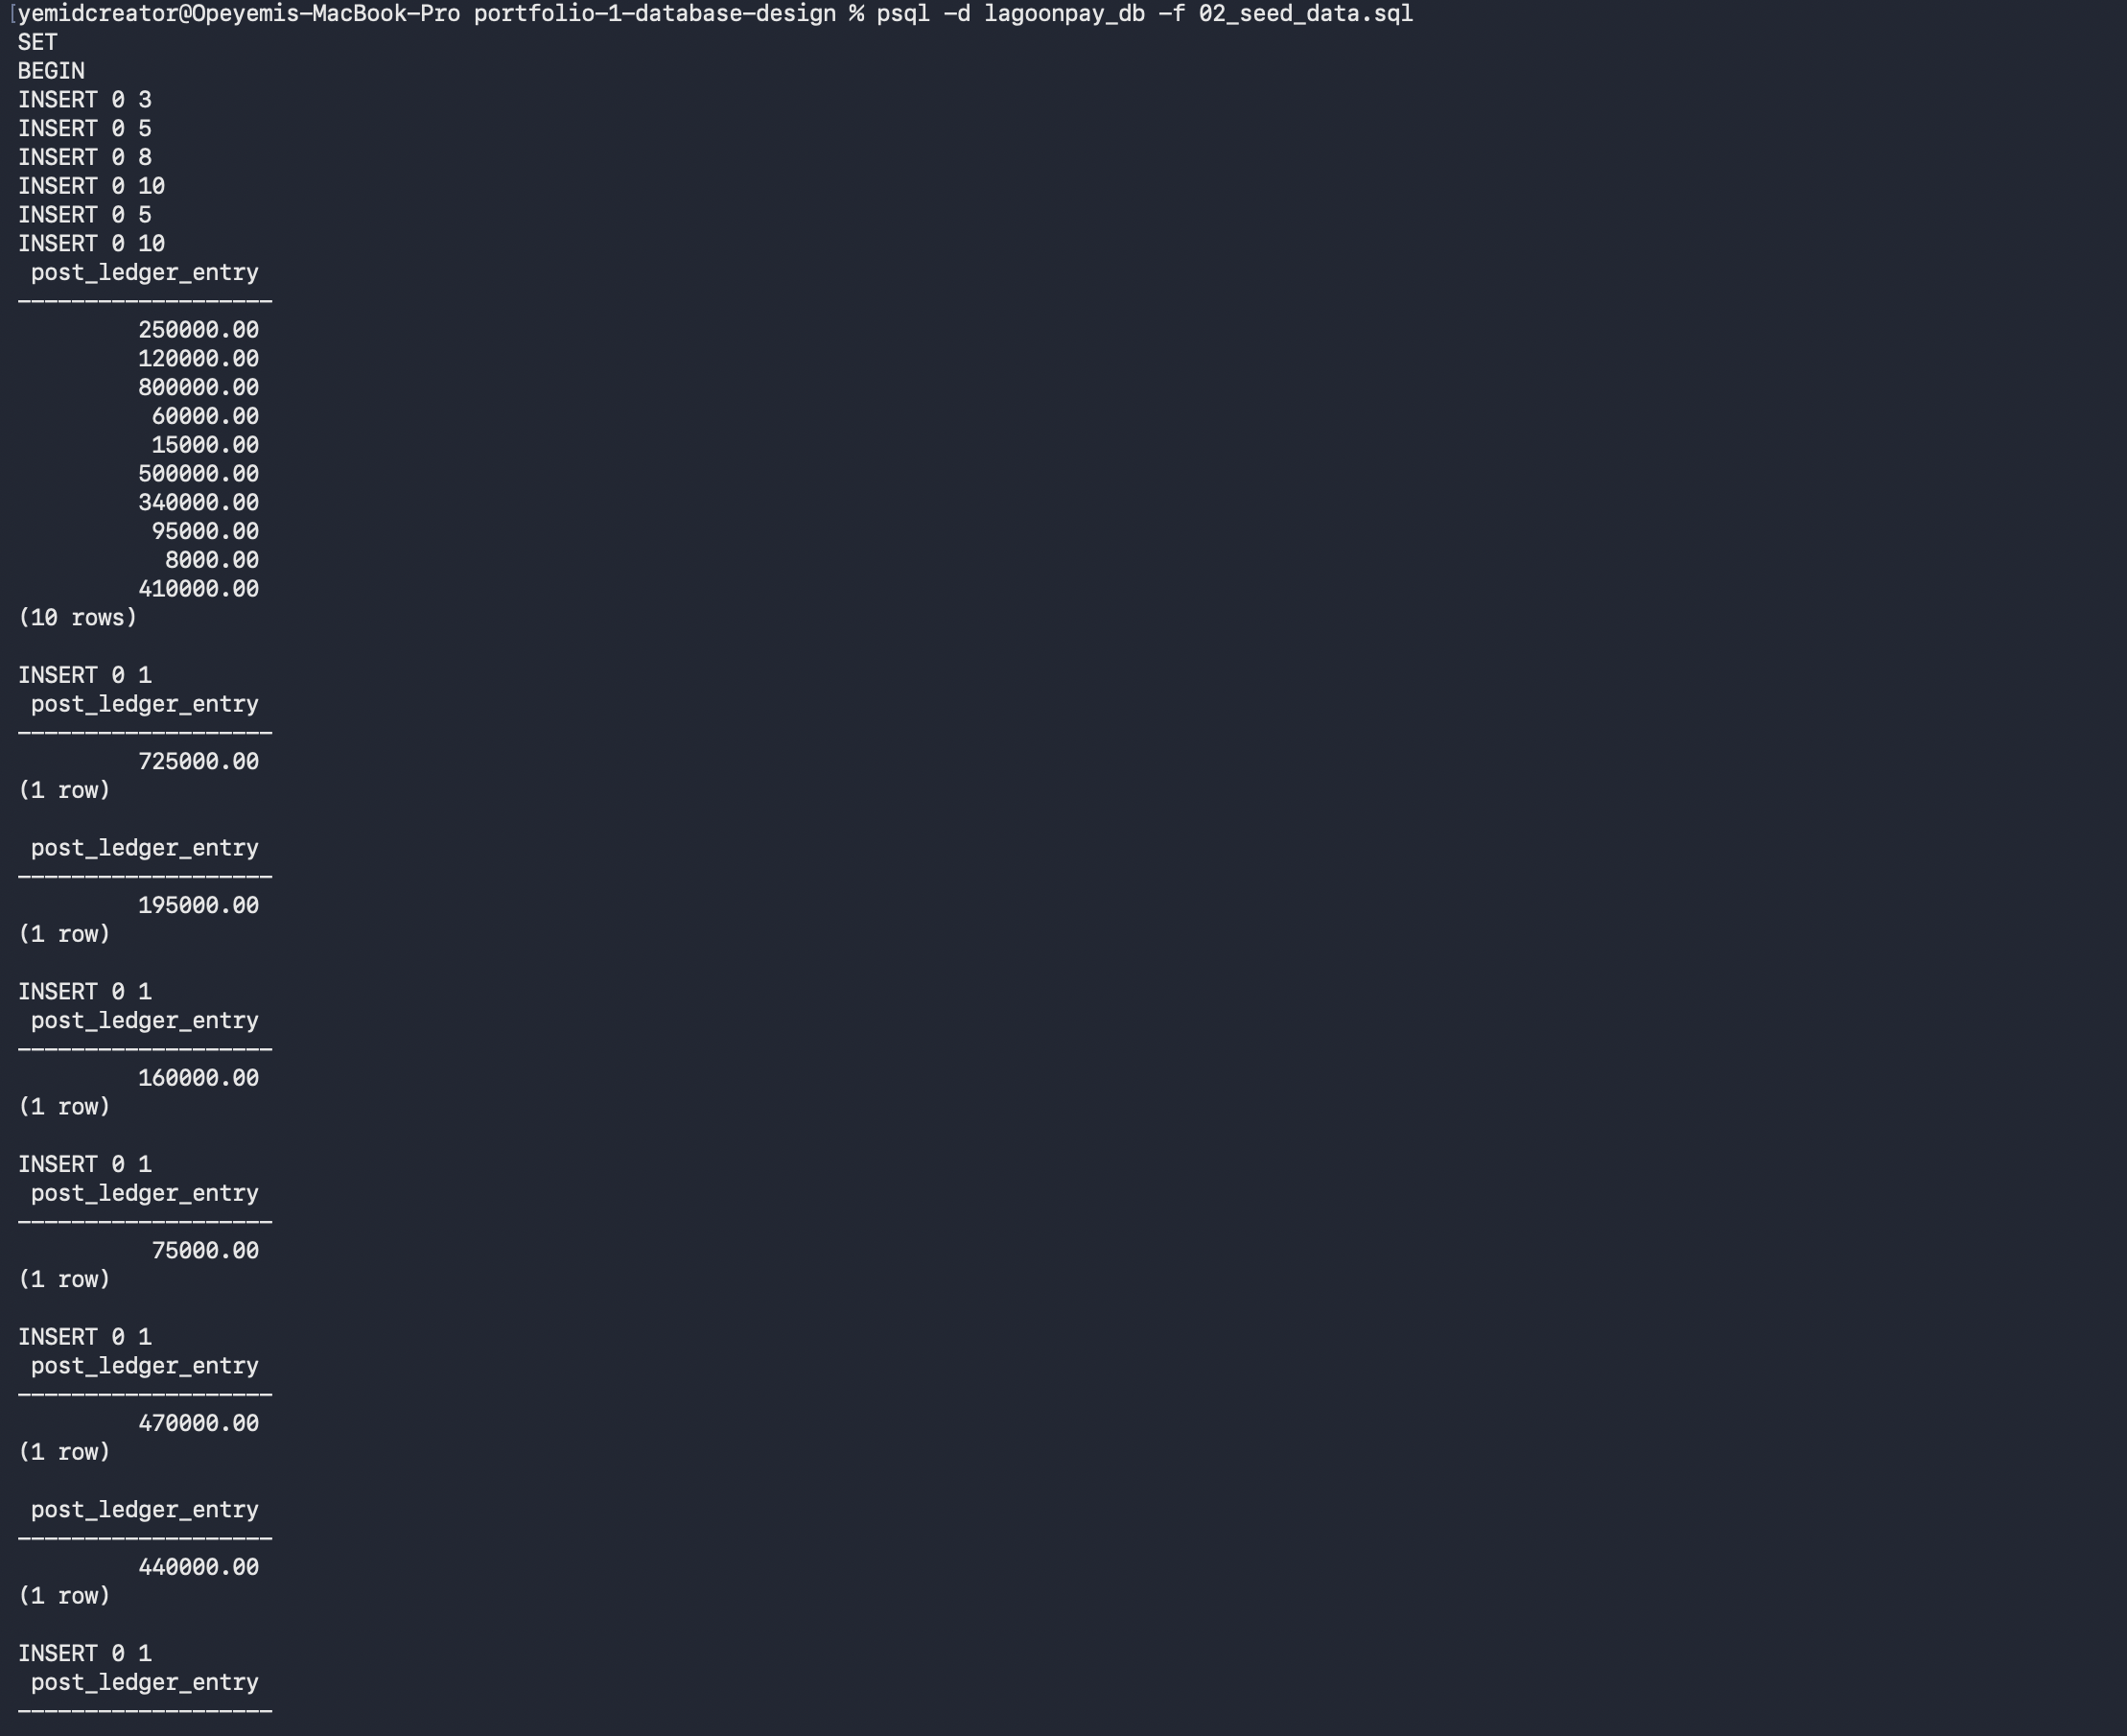 [yemidcreator@Opeyemis-MacBook-Pro portfolio-1-database-design % psql -d lagoonpay_db -f 02_seed_data.sql
SET
BEGIN
INSERT 0 3
INSERT 0 5
INSERT 0 8
INSERT 0 10
INSERT 0 5
INSERT 0 10
 post_ledger_entry
-------------------
         250000.00
         120000.00
         800000.00
          60000.00
          15000.00
         500000.00
         340000.00
          95000.00
           8000.00
         410000.00
(10 rows)

INSERT 0 1
 post_ledger_entry
-------------------
         725000.00
(1 row)

 post_ledger_entry
-------------------
         195000.00
(1 row)

INSERT 0 1
 post_ledger_entry
-------------------
         160000.00
(1 row)

INSERT 0 1
 post_ledger_entry
-------------------
          75000.00
(1 row)

INSERT 0 1
 post_ledger_entry
-------------------
         470000.00
(1 row)

 post_ledger_entry
-------------------
         440000.00
(1 row)

INSERT 0 1
 post_ledger_entry
-------------------